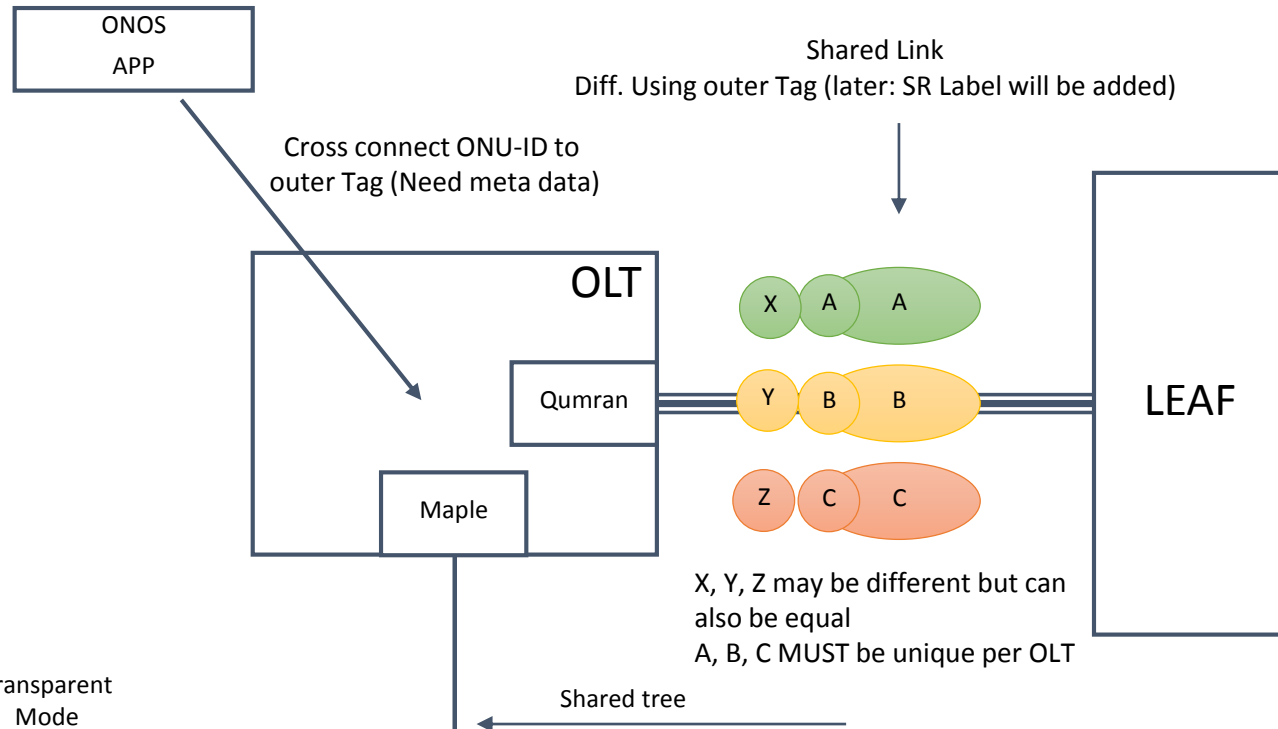 ONOS
APP
Shared Link
Diff. Using outer Tag (later: SR Label will be added)
Cross connect ONU-ID to
outer Tag (Need meta data)
OLT
X A A
Qumran
Y B B
LEAF
Maple
Z C C
X, Y, Z may be different but can
also be equal
A, B, C MUST be unique per OLT
Shared tree
Mode